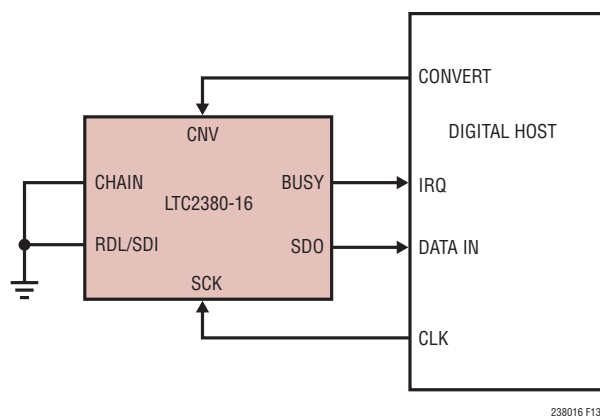 CONVERT
CNV
DIGITAL HOST
CHAIN
BUSY
IRQ
LTC2380-16
RDL/SDI
SDO
DATA IN
SCK
CLK
238016 F13